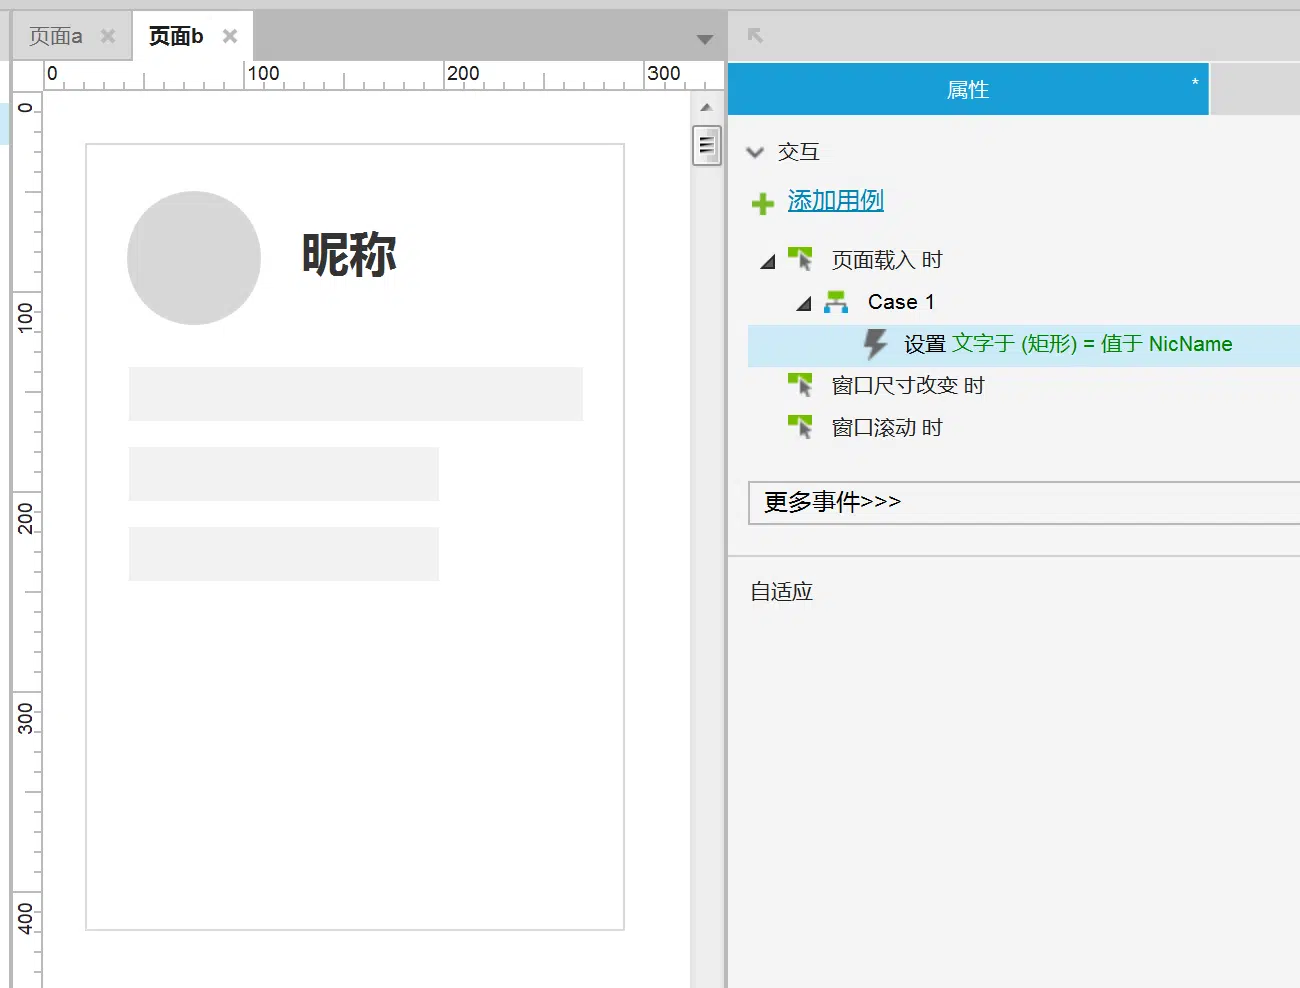 页面a
页面b
0 100 200 300
0
100
200
300
400
昵称
属性
*
交互
添加用例
页面载入 时
Case 1
设置 文字于 (矩形) = 值于 NicName
窗口尺寸改变 时
窗口滚动 时
更多事件>>>
自适应